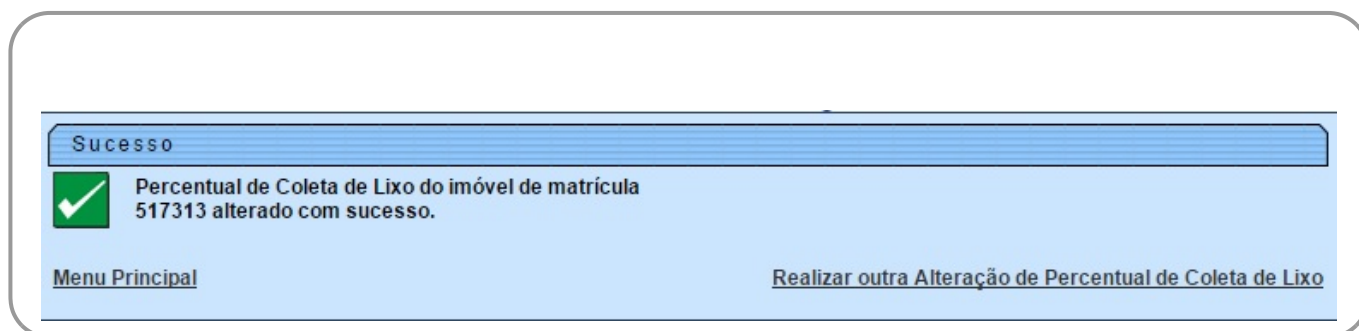 Sucesso
Percentual de Coleta de Lixo do imóvel de matrícula
517313 alterado com sucesso.
Menu Principal
Realizar outra Alteração de Percentual de Coleta de Lixo